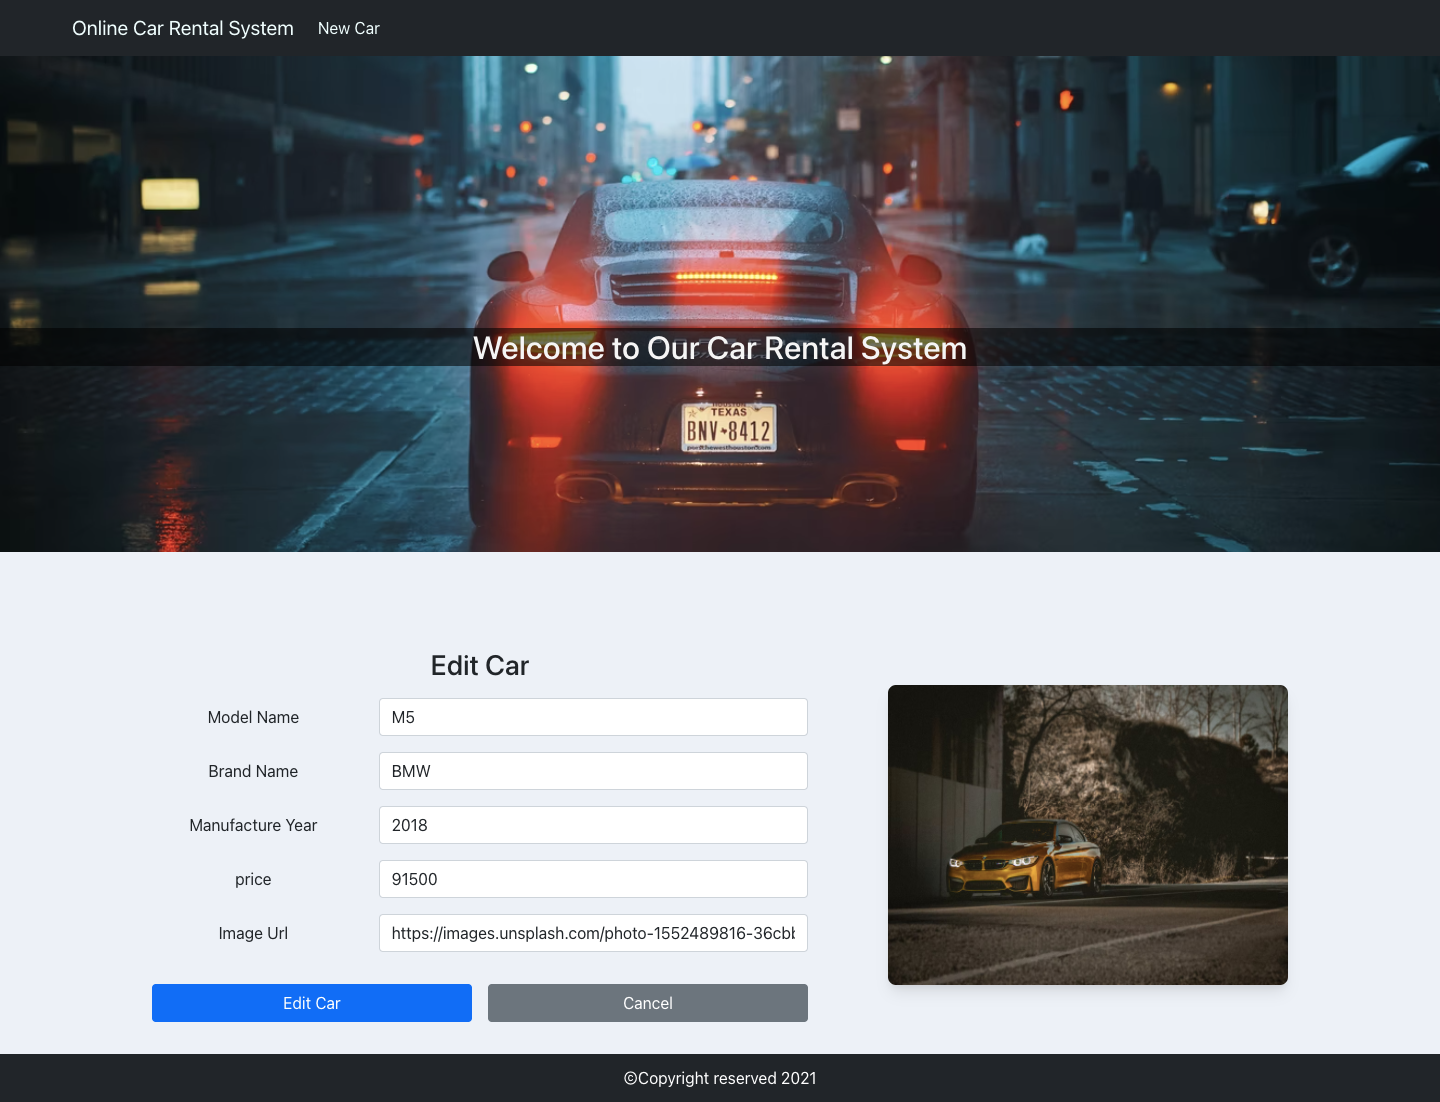 Online Car Rental System New Car
Welcome to Our Car Rental System
HOUSTON
TEXAS
BNV 8412
Edit Car
Model Name M5
Brand Name BMW
Manufacture Year 2018
price 91500
Image Url https://images.unsplash.com/photo-1552489816-36cbb
Edit Car Cancel
©Copyright reserved 2021